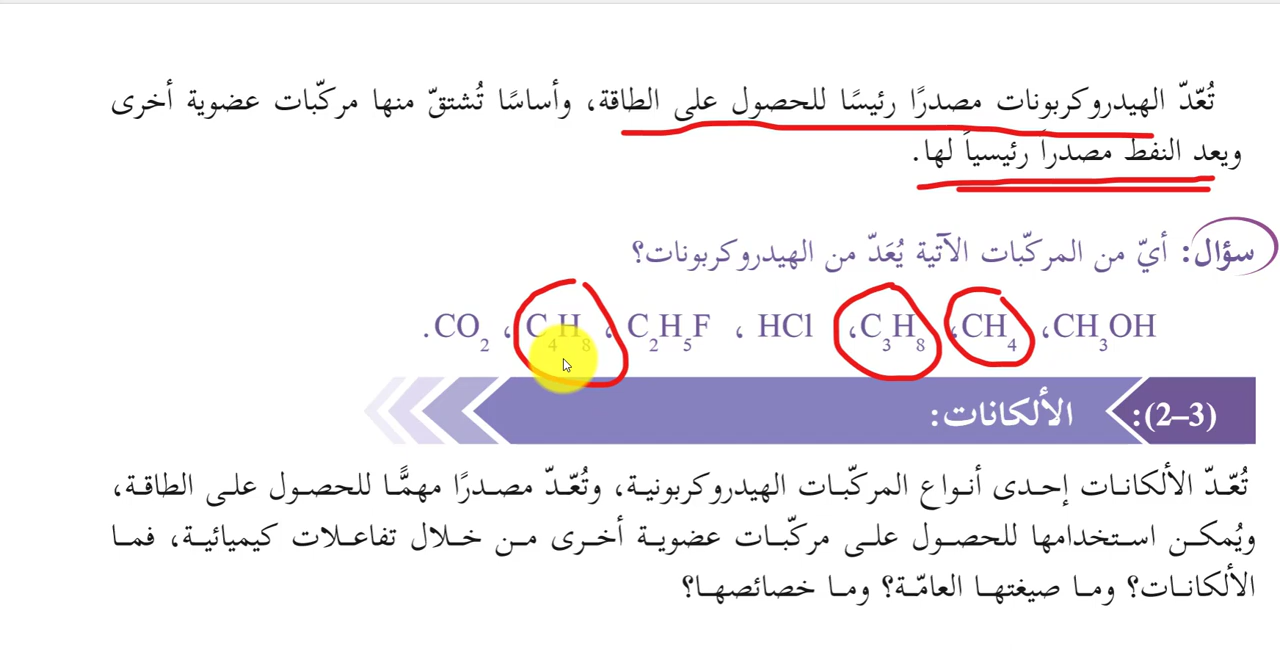 تُعّدّ الهيدروكربونات مصدرًا رئيسًا للحصول على الطاقة، وأساسًا تُشتقّ منها مركّبات عضوية أخرى
ويعد النفط مصدراً رئيسياً لها.
سؤال: أيّ من المركّبات الآتية يُعَدّ من الهيدروكربونات؟
CH₃OH، CH₄، C₃H₈، HCl ، C₂H₅F ، C₄H₈ ، CO₂.
(2–3): الألكانات:
تُعّدّ الألكانات إحدى أنواع المركّبات الهيدروكربونية، وتُعّدّ مصدرًا مهمًّا للحصول على الطاقة،
ويُمكن استخدامها للحصول على مركّبات عضوية أخرى من خلال تفاعلات كيميائية، فما
الألكانات؟ وما صيغتها العامّة؟ وما خصائصها؟